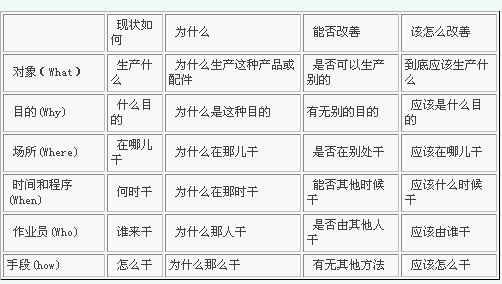 现状如何 为什么 能否改善 该怎么改善
对象(What) 生产什么 为什么生产这种产品或配件 是否可以生产别的 到底应该生产什么
目的(Why) 什么目的 为什么是这种目的 有无别的目的 应该是什么目的
场所(Where) 在哪儿干 为什么在那儿干 是否在别处干 应该在哪儿干
时间和程序(When) 何时干 为什么在那时干 能否其他时候干 应该什么时候干
作业员(Who) 谁来干 为什么那人干 是否由其他人干 应该由谁干
手段(how) 怎么干 为什么那么干 有无其他方法 应该怎么干